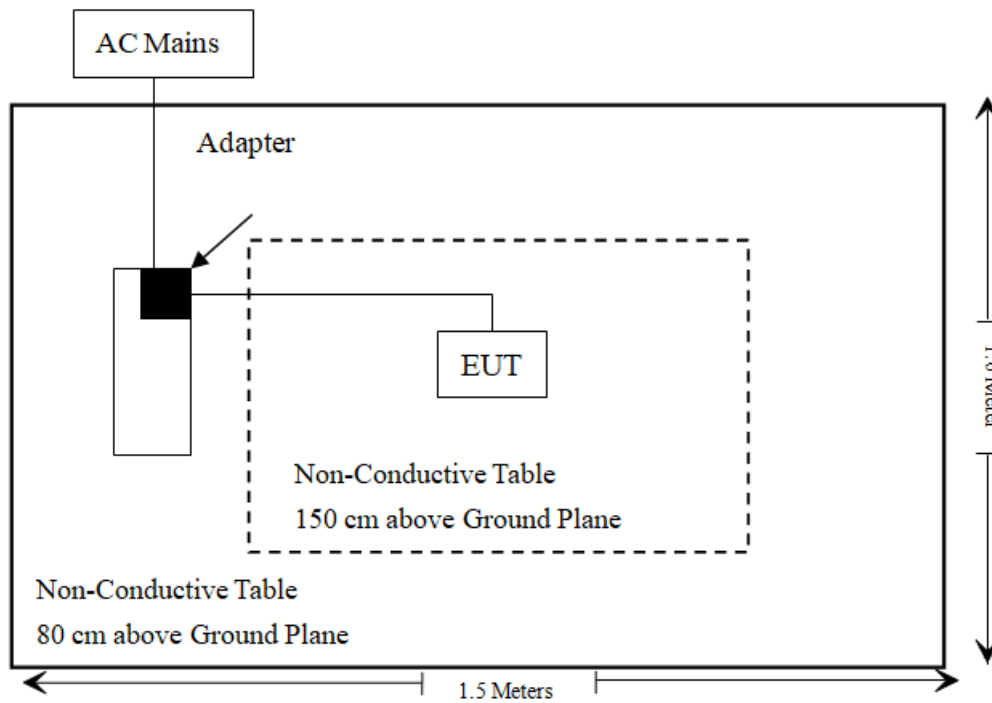 AC Mains
Adapter
EUT
Non-Conductive Table
150 cm above Ground Plane
Non-Conductive Table
80 cm above Ground Plane
1.5 Meters